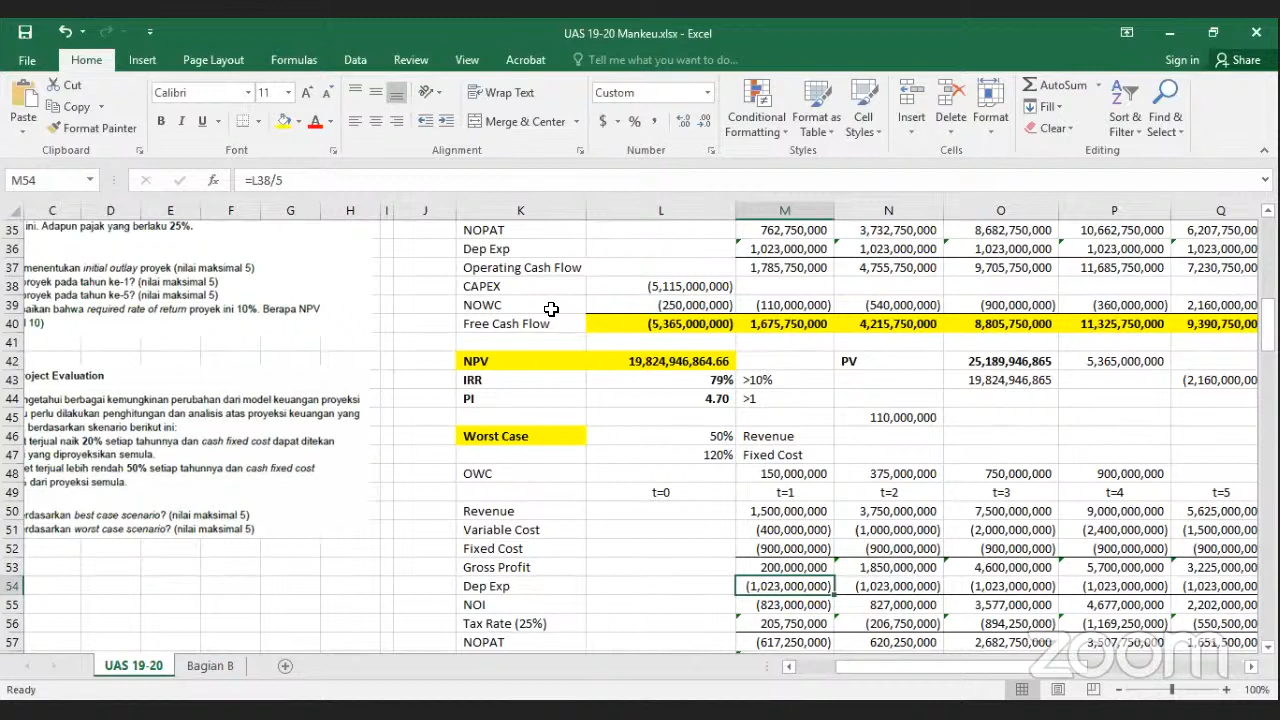 UAS 19-20 Mankeu.xlsx - Excel
File Home Insert Page Layout Formulas Data Review View Acrobat Tell me what you want to do... Sign in Share
Cut
Copy
Format Painter
Paste
Clipboard
Calibri 11
B I U
Font
Wrap Text
Merge & Center
Alignment
Custom
$ % ,
Number
Conditional Formatting
Format as Table
Cell Styles
Styles
Insert Delete Format
Cells
AutoSum
Fill
Clear
Sort & Filter
Find & Select
Editing
M54 fx =L38/5
C D E F G H I J K L M N O P Q
35 NOPAT 762,750,000 3,732,750,000 8,682,750,000 10,662,750,000 6,207,750,00
36 Dep Exp 1,023,000,000 1,023,000,000 1,023,000,000 1,023,000,000 1,023,000,00
37 Operating Cash Flow 1,785,750,000 4,755,750,000 9,705,750,000 11,685,750,000 7,230,750,00
38 CAPEX (5,115,000,000)
39 NOWC (250,000,000) (110,000,000) (540,000,000) (900,000,000) (360,000,000) 2,160,000,00
40 Free Cash Flow (5,365,000,000) 1,675,750,000 4,215,750,000 8,805,750,000 11,325,750,000 9,390,750,00
41
42 NPV 19,824,946,864.66 PV 25,189,946,865 5,365,000,000
43 IRR 79% >10% 19,824,946,865 (2,160,000,00
44 PI 4.70 >1
45 110,000,000
46 Worst Case 50% Revenue
47 120% Fixed Cost
48 OWC 150,000,000 375,000,000 750,000,000 900,000,000
49 t=0 t=1 t=2 t=3 t=4 t=5
50 Revenue 1,500,000,000 3,750,000,000 7,500,000,000 9,000,000,000 5,625,000,00
51 Variable Cost (400,000,000) (1,000,000,000) (2,000,000,000) (2,400,000,000) (1,500,000,00
52 Fixed Cost (900,000,000) (900,000,000) (900,000,000) (900,000,000) (900,000,00
53 Gross Profit 200,000,000 1,850,000,000 4,600,000,000 5,700,000,000 3,225,000,00
54 Dep Exp (1,023,000,000) (1,023,000,000) (1,023,000,000) (1,023,000,000) (1,023,000,00
55 NOI (823,000,000) 827,000,000 3,577,000,000 4,677,000,000 2,202,000,00
56 Tax Rate (25%) 205,750,000 (206,750,000) (894,250,000) (1,169,250,000) (550,500,00
57 NOPAT (617,250,000) 620,250,000 2,682,750,000 3,507,750,000 1,651,500,00
ini. Adapun pajak yang berlaku 25%.
menentukan initial outlay proyek (nilai maksimal 5)
proyek pada tahun ke-1? (nilai maksimal 5)
proyek pada tahun ke-5? (nilai maksimal 5)
paikan bahwa required rate of return proyek ini 10%. Berapa NPV
l 10)
oject Evaluation
ngetahui berbagai kemungkinan perubahan dari model keuangan proyeksi
u perlu dilakukan penghitungan dan analisis atas proyeksi keuangan yang
berdasarkan skenario berikut ini:
t terjual naik 20% setiap tahunnya dan cash fixed cost dapat ditekan
yang diproyeksikan semula.
et terjual lebih rendah 50% setiap tahunnya dan cash fixed cost
dari proyeksi semula.
rdasarkan best case scenario? (nilai maksimal 5)
rdasarkan worst case scenario? (nilai maksimal 5)
UAS 19-20 Bagian B
Ready
100%
zoom